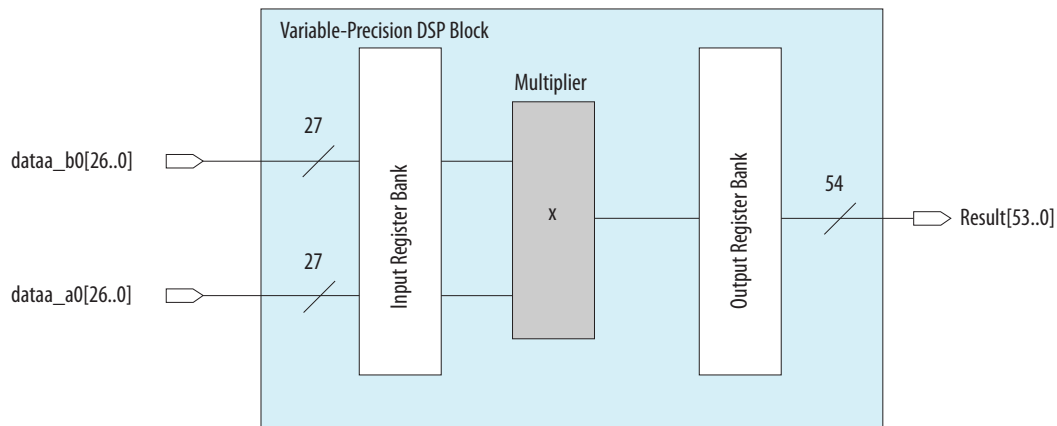 Variable-Precision DSP Block
Multiplier
27
dataa_b0[26..0]
Input Register Bank
x
Output Register Bank
54
Result[53..0]
27
dataa_a0[26..0]